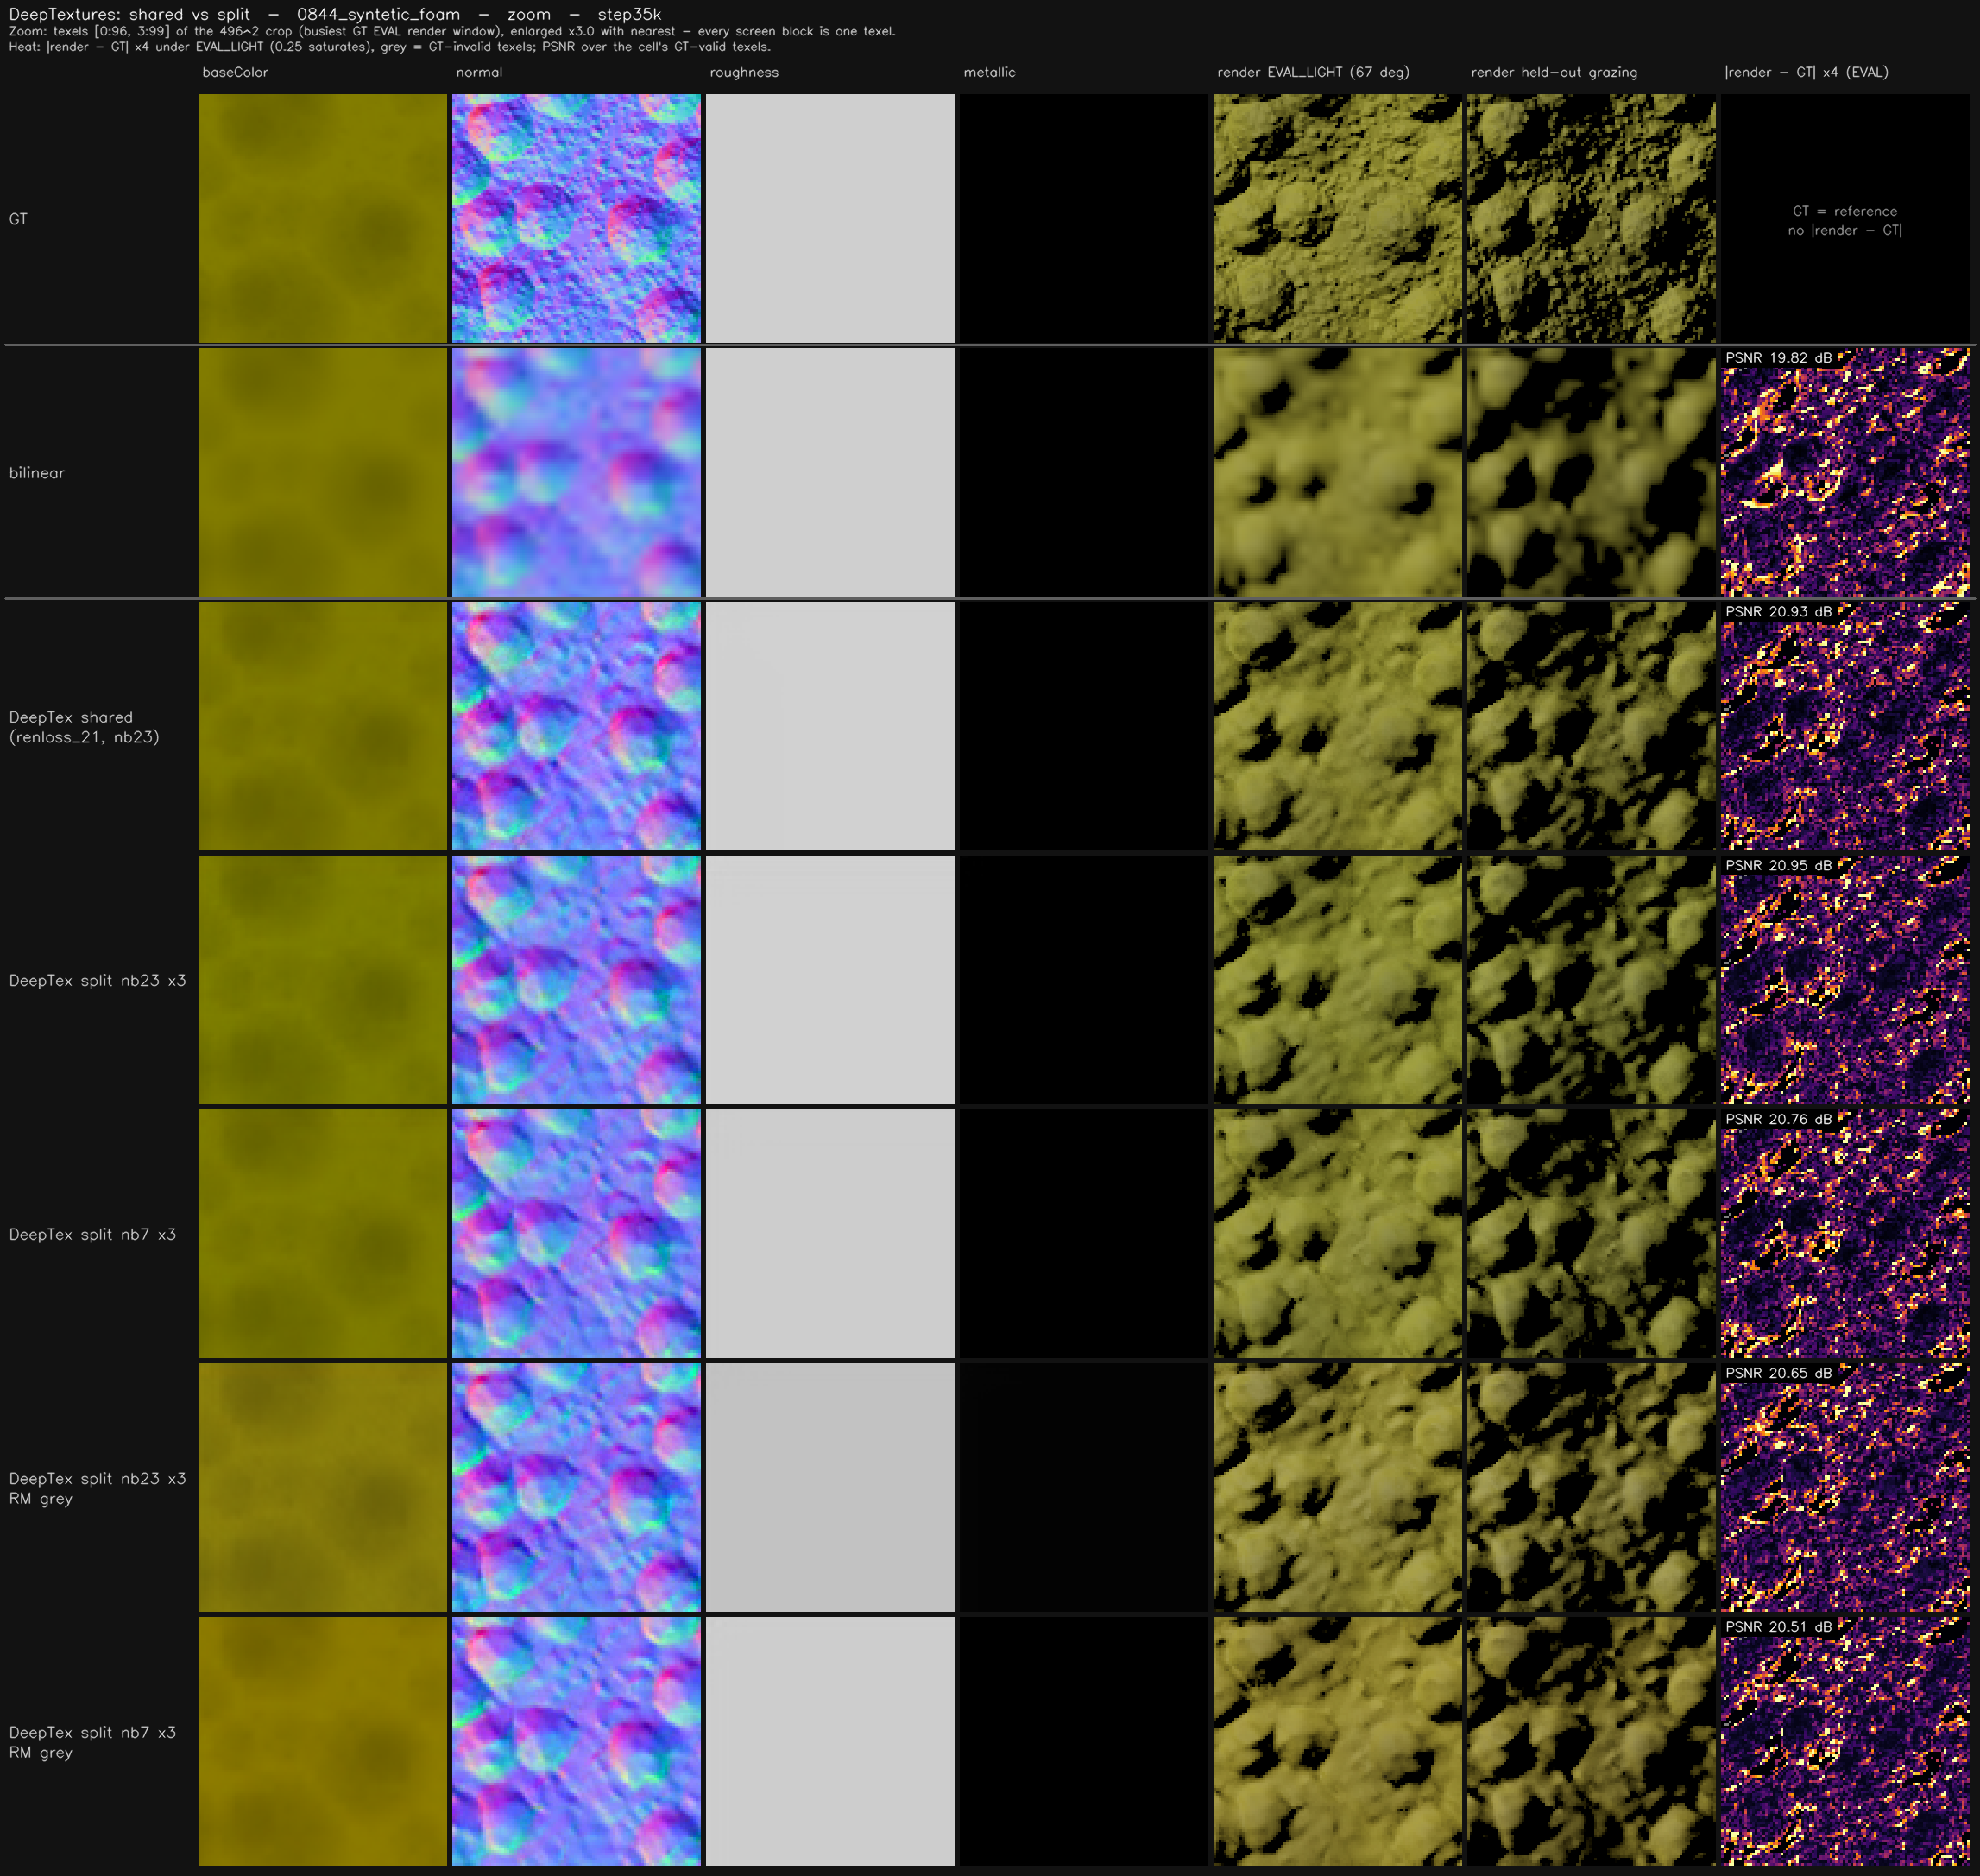 DeepTextures: shared vs split – 0844_syntetic_foam – zoom – step35k
Zoom: texels [0:96, 3:99] of the 496^2 crop (busiest GT EVAL render window), enlarged x3.0 with nearest – every screen block is one texel.
Heat: |render – GT| x4 under EVAL_LIGHT (0.25 saturates), grey = GT-invalid texels; PSNR over the cell's GT-valid texels.
baseColor normal roughness metallic render EVAL_LIGHT (67 deg) render held-out grazing |render – GT| x4 (EVAL)
GT
GT = reference
no |render – GT|
bilinear
PSNR 19.82 dB
DeepTex shared
(renloss_21, nb23)
PSNR 20.93 dB
DeepTex split nb23 x3
PSNR 20.95 dB
DeepTex split nb7 x3
PSNR 20.76 dB
DeepTex split nb23 x3
RM grey
PSNR 20.65 dB
DeepTex split nb7 x3
RM grey
PSNR 20.51 dB